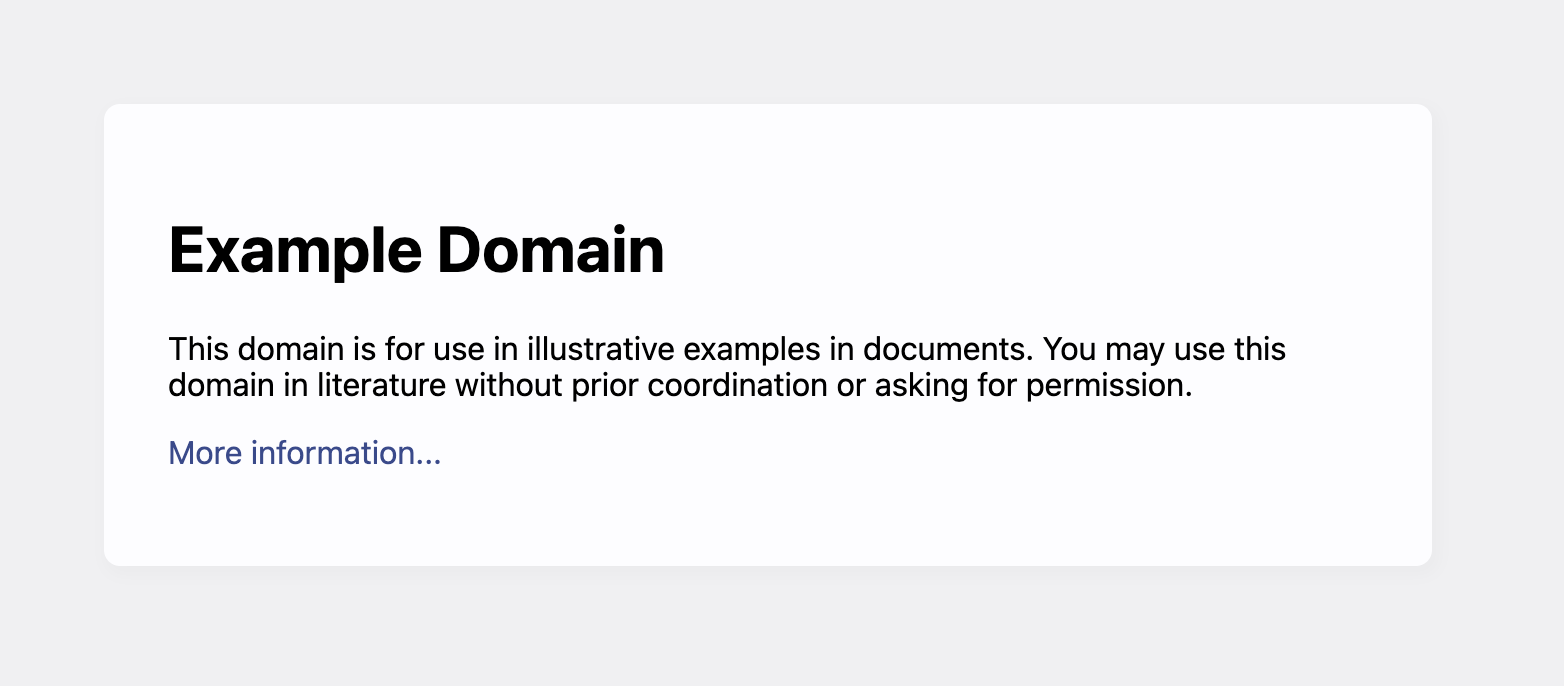 Example Domain
This domain is for use in illustrative examples in documents. You may use this
domain in literature without prior coordination or asking for permission.
More information...